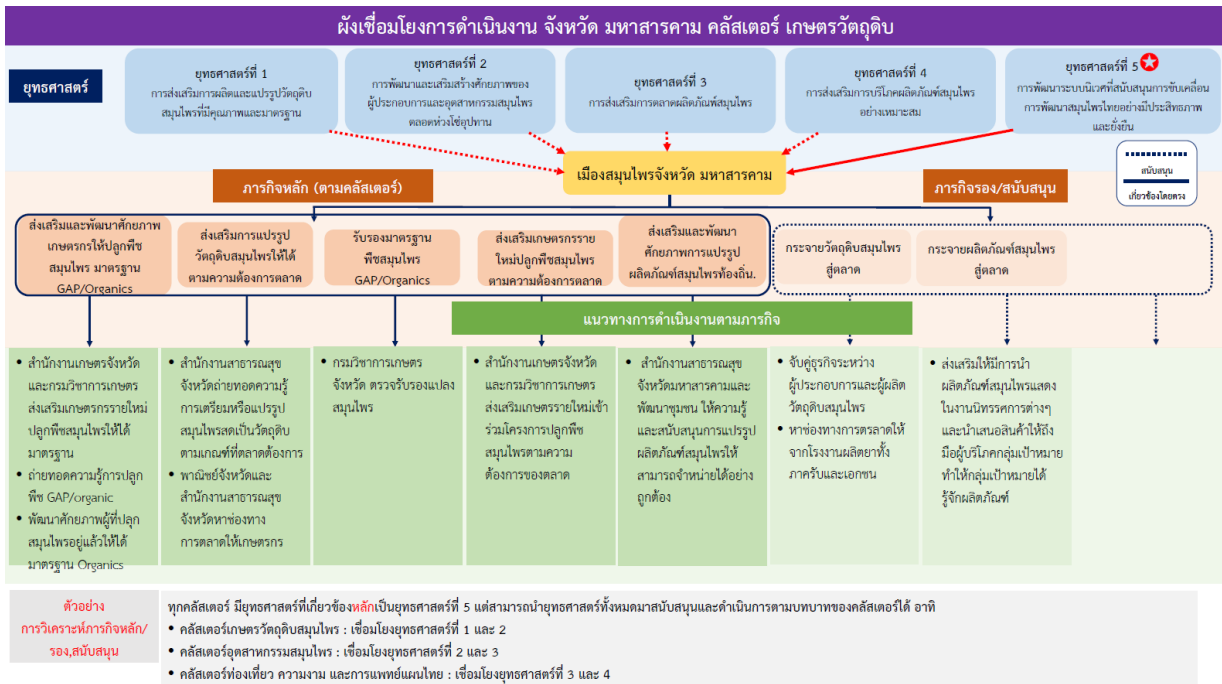 ผังเชื่อมโยงการดำเนินงาน จังหวัด มหาสารคาม คลัสเตอร์ เกษตรวัตถุดิบ
ยุทธศาสตร์
ยุทธศาสตร์ที่ 1
การส่งเสริมการผลิตและแปรรูปวัตถุดิบ
สมุนไพรที่มีคุณภาพและมาตรฐาน
ยุทธศาสตร์ที่ 2
การพัฒนาและเสริมสร้างศักยภาพของ
ผู้ประกอบการและอุตสาหกรรมสมุนไพร
ตลอดห่วงโซ่อุปทาน
ยุทธศาสตร์ที่ 3
การส่งเสริมการตลาดผลิตภัณฑ์สมุนไพร
ยุทธศาสตร์ที่ 4
การส่งเสริมการบริโภคผลิตภัณฑ์สมุนไพร
อย่างเหมาะสม
ยุทธศาสตร์ที่ 5
การพัฒนาระบบนิเวศที่สนับสนุนการขับเคลื่อน
การพัฒนาสมุนไพรไทยอย่างมีประสิทธิภาพ
และยั่งยืน
สนับสนุน
เกี่ยวข้องโดยตรง
เมืองสมุนไพรจังหวัด มหาสารคาม
ภารกิจหลัก (ตามคลัสเตอร์)
ภารกิจรอง/สนับสนุน
ส่งเสริมและพัฒนาศักยภาพ
เกษตรกรให้ปลูกพืช
สมุนไพร มาตรฐาน
GAP/Organics
ส่งเสริมการแปรรูป
วัตถุดิบสมุนไพรให้ได้
ตามความต้องการตลาด
รับรองมาตรฐาน
พืชสมุนไพร
GAP/Organics
ส่งเสริมเกษตรกรราย
ใหม่ปลูกพืชสมุนไพร
ตามความต้องการตลาด
ส่งเสริมและพัฒนา
ศักยภาพการแปรรูป
ผลิตภัณฑ์สมุนไพรท้องถิ่น.
กระจายวัตถุดิบสมุนไพร
สู่ตลาด
กระจายผลิตภัณฑ์สมุนไพร
สู่ตลาด
แนวทางการดำเนินงานตามภารกิจ
• สำนักงานเกษตรจังหวัด
และกรมวิชาการเกษตร
ส่งเสริมเกษตกรรายใหม่
ปลูกพืชสมุนไพรให้ได้
มาตรฐาน
• ถ่ายทอดความรู้การปลูก
พืช GAP/organic
• พัฒนาศักยภาพผู้ที่ปลูก
สมุนไพรอยู่แล้วให้ได้
มาตรฐาน Organics
• สำนักงานสาธารณสุข
จังหวัดถ่ายทอดความรู้
การเตรียมหรือแปรรูป
สมุนไพรสดเป็นวัตถุดิบ
ตามเกณฑ์ที่ตลาดต้องการ
• พาณิชย์จังหวัดและ
สำนักงานสาธารณสุข
จังหวัดหาช่องทาง
การตลาดให้เกษตรกร
• กรมวิชาการเกษตร
จังหวัด ตรวจรับรองแปลง
สมุนไพร
• สำนักงานเกษตรจังหวัด
และกรมวิชาการเกษตร
ส่งเสริมเกษตรรายใหม่เข้า
ร่วมโครงการปลูกพืช
สมุนไพรตามความ
ต้องการของตลาด
• สำนักงานสาธารณสุข
จังหวัดมหาสารคามและ
พัฒนาชุมชน ให้ความรู้
และสนับสนุนการแปรรูป
ผลิตภัณฑ์สมุนไพรให้
สามารถจำหน่ายได้อย่าง
ถูกต้อง
• จับคู่ธุรกิจระหว่าง
ผู้ประกอบการและผู้ผลิต
วัตถุดิบสมุนไพร
• หาช่องทางการตรลาดให้
จากโรงงานผลิตยาทั้ง
ภาครับและเอกชน
• ส่งเสริมให้มีการนำ
ผลิตภัณฑ์สมุนไพรแสดง
ในงานนิทรรศการต่างๆ
และนำเสนอสินค้าให้ถึง
มือผู้บริโภคกลุ่มเป้าหมาย
ทำให้กลุ่มเป้าหมายได้
รู้จักผลิตภัณฑ์
ตัวอย่าง
การวิเคราะห์ภารกิจหลัก/
รอง,สนับสนุน
ทุกคลัสเตอร์ มียุทธศาสตร์ที่เกี่ยวข้องหลักเป็นยุทธศาสตร์ที่ 5 แต่สามารถนำยุทธศาสตร์ทั้งหมดมาสนับสนุนและดำเนินการตามบทบาทของคลัสเตอร์ได้ อาทิ
• คลัสเตอร์เกษตรวัตถุดิบสมุนไพร : เชื่อมโยงยุทธศาสตร์ที่ 1 และ 2
• คลัสเตอร์อุตสาหกรรมสมุนไพร : เชื่อมโยงยุทธศาสตร์ที่ 2 และ 3
• คลัสเตอร์ท่องเที่ยว ความงาม และการแพทย์แผนไทย : เชื่อมโยงยุทธศาสตร์ที่ 3 และ 4